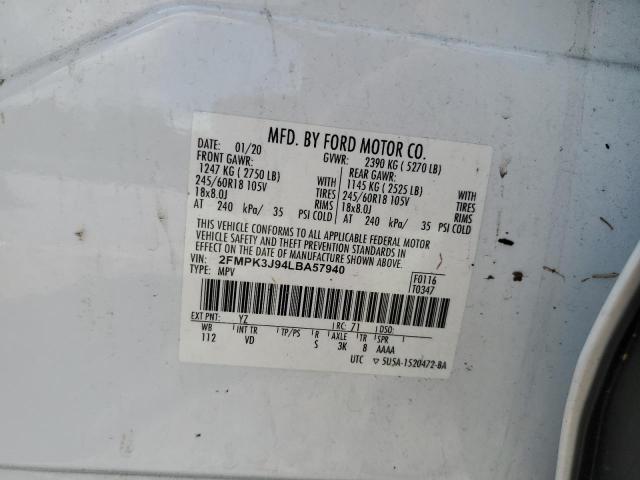 MFD. BY FORD MOTOR CO.
DATE: 01/20 GVWR: 2390 KG ( 5270 LB)
FRONT GAWR: REAR GAWR:
1247 KG ( 2750 LB) WITH 1145 KG ( 2525 LB) WITH
245/60R18 105V TIRES 245/60R18 105V TIRES
18x8.0J RIMS 18x8.0J RIMS
AT 240 kPa/ 35 PSI COLD AT 240 kPa/ 35 PSI COLD
THIS VEHICLE CONFORMS TO ALL APPLICABLE FEDERAL MOTOR
VEHICLE SAFETY AND THEFT PREVENTION STANDARDS IN
EFFECT ON THE DATE OF MANUFACTURE SHOWN ABOVE.
VIN: 2FMPK3J94LBA57940
TYPE: MPV
F0116
T0347
EXT PNT: YZ RC: 71 DSO:
WB INT TR TP/PS R AXLE TR SPR
112 VD S 3K 8 AAAA
UTC ▽ 5U5A-1520472-BA